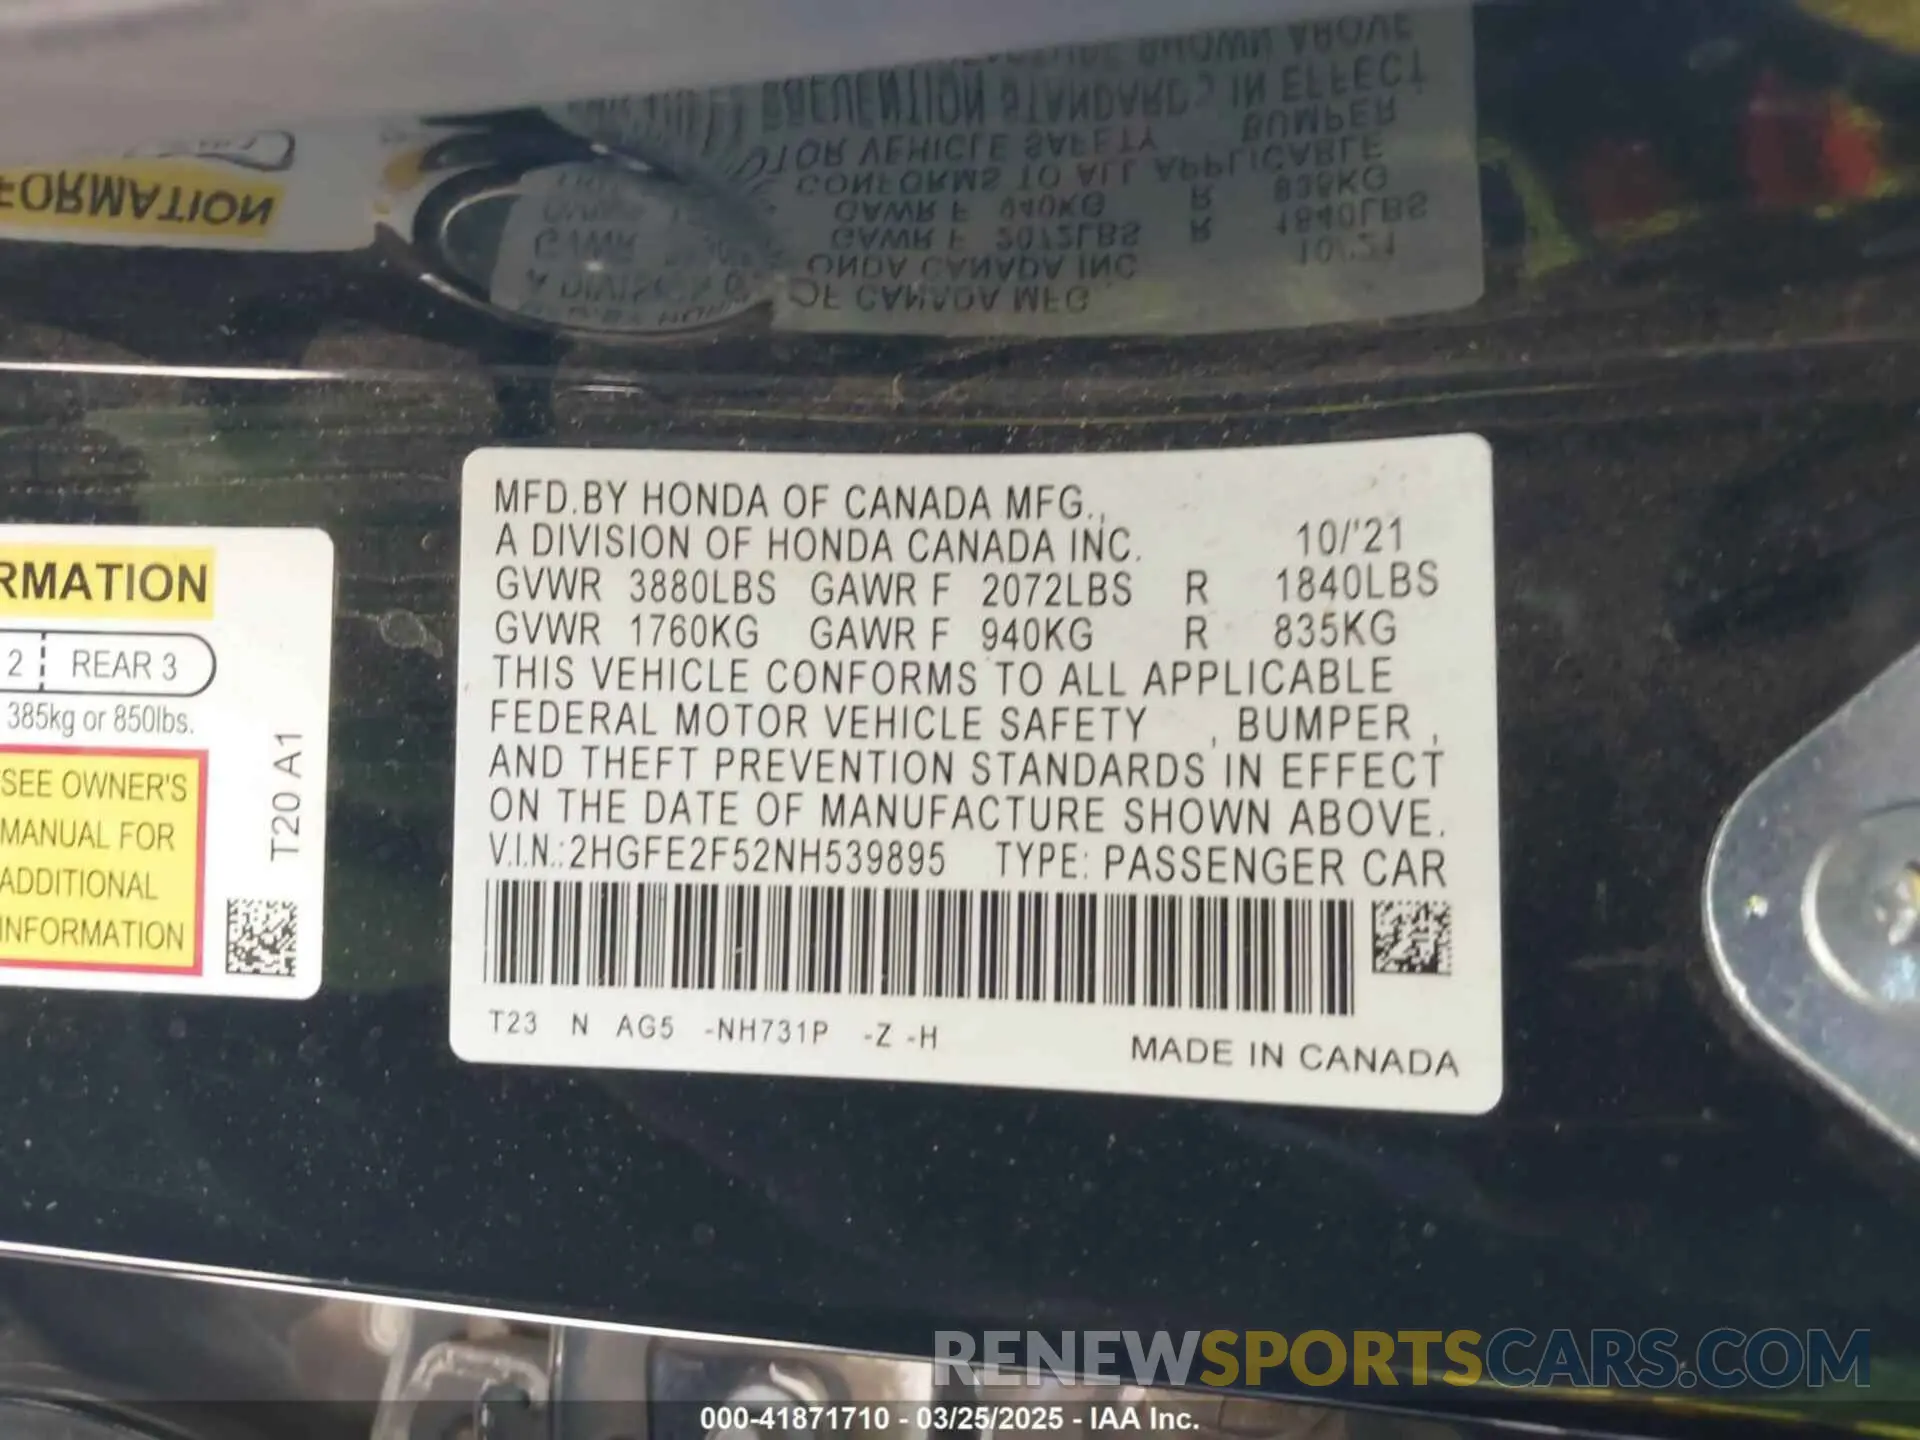 RMATION
2 REAR 3
385kg or 850lbs.
SEE OWNER'S
MANUAL FOR
ADDITIONAL
INFORMATION
T20 A1
MFD.BY HONDA OF CANADA MFG.,
A DIVISION OF HONDA CANADA INC. 10/'21
GVWR 3880LBS GAWR F 2072LBS R 1840LBS
GVWR 1760KG GAWR F 940KG R 835KG
THIS VEHICLE CONFORMS TO ALL APPLICABLE
FEDERAL MOTOR VEHICLE SAFETY , BUMPER ,
AND THEFT PREVENTION STANDARDS IN EFFECT
ON THE DATE OF MANUFACTURE SHOWN ABOVE.
V.I.N.:2HGFE2F52NH539895 TYPE: PASSENGER CAR
T23 N AG5 -NH731P -Z -H
MADE IN CANADA
RENEWSPORTSCARS.COM
000-41871710 - 03/25/2025 - IAA Inc.